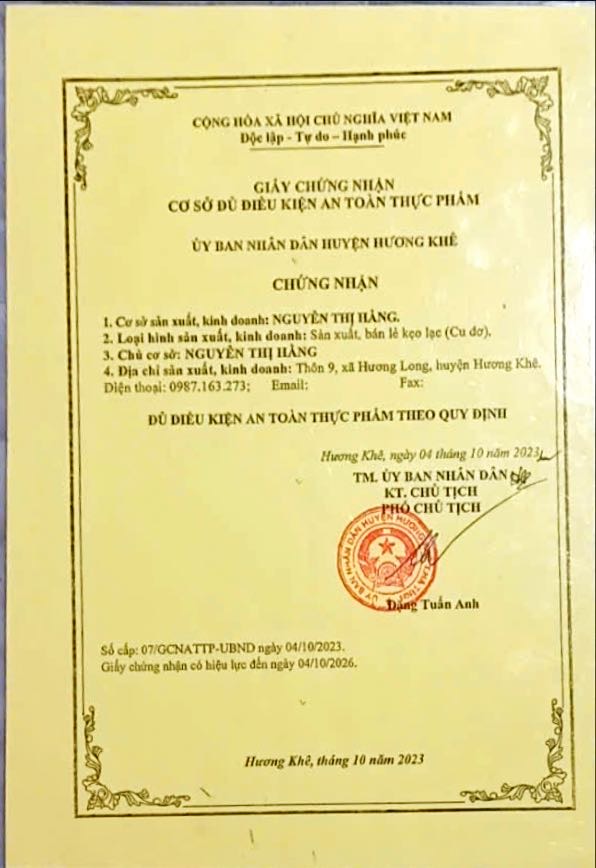 CỘNG HÒA XÃ HỘI CHỦ NGHĨA VIỆT NAM
Độc lập - Tự do – Hạnh phúc
GIẤY CHỨNG NHẬN
CƠ SỞ ĐỦ ĐIỀU KIỆN AN TOÀN THỰC PHẨM
ỦY BAN NHÂN DÂN HUYỆN HƯƠNG KHÊ
CHỨNG NHẬN
1. Cơ sở sản xuất, kinh doanh: NGUYỄN THỊ HẰNG.
2. Loại hình sản xuất, kinh doanh: Sản xuất, bán lẻ kẹo lạc (Cu đơ).
3. Chủ cơ sở: NGUYỄN THỊ HẰNG
4. Địa chỉ sản xuất, kinh doanh: Thôn 9, xã Hương Long, huyện Hương Khê.
Điện thoại: 0987.163.273; Email: Fax:
ĐỦ ĐIỀU KIỆN AN TOÀN THỰC PHẨM THEO QUY ĐỊNH
Hương Khê, ngày 04 tháng 10 năm 2023
TM. ỦY BAN NHÂN DÂN
KT. CHỦ TỊCH
PHÓ CHỦ TỊCH
ỦY BAN NHÂN DÂN HUYỆN HƯƠNG
Đặng Tuấn Anh
Số cấp: 07/GCNATTP-UBND ngày 04/10/2023.
Giấy chứng nhận có hiệu lực đến ngày 04/10/2026.
Hương Khê, tháng 10 năm 2023